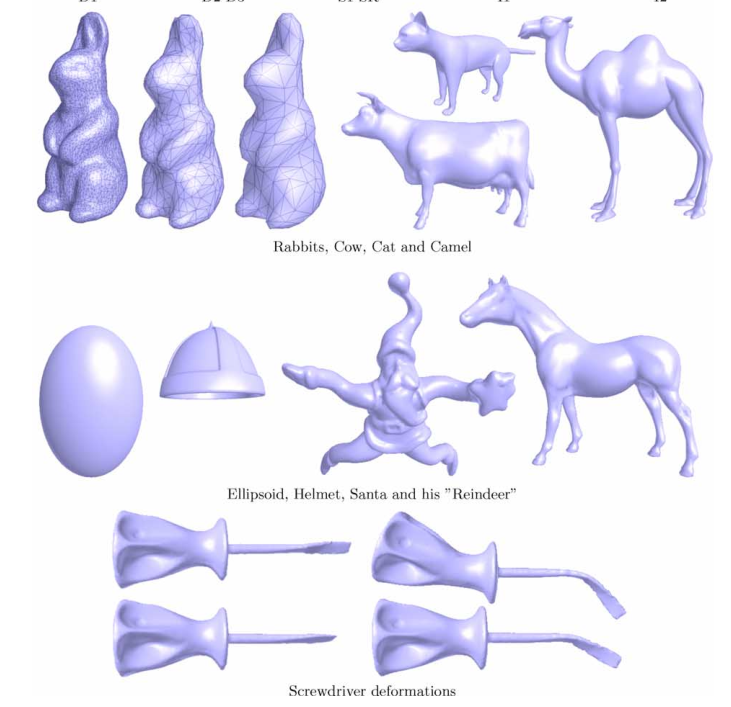 Rabbits, Cow, Cat and Camel
Ellipsoid, Helmet, Santa and his "Reindeer"
Screwdriver deformations